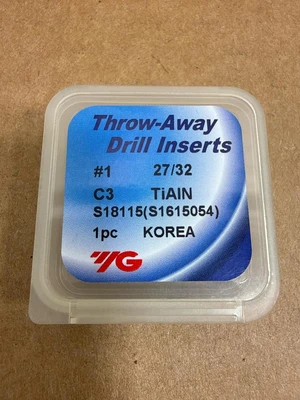 Throw-Away
Drill Inserts
#1 27/32
C3 TiAlN
S18115(S1615054)
1pc KOREA
YG